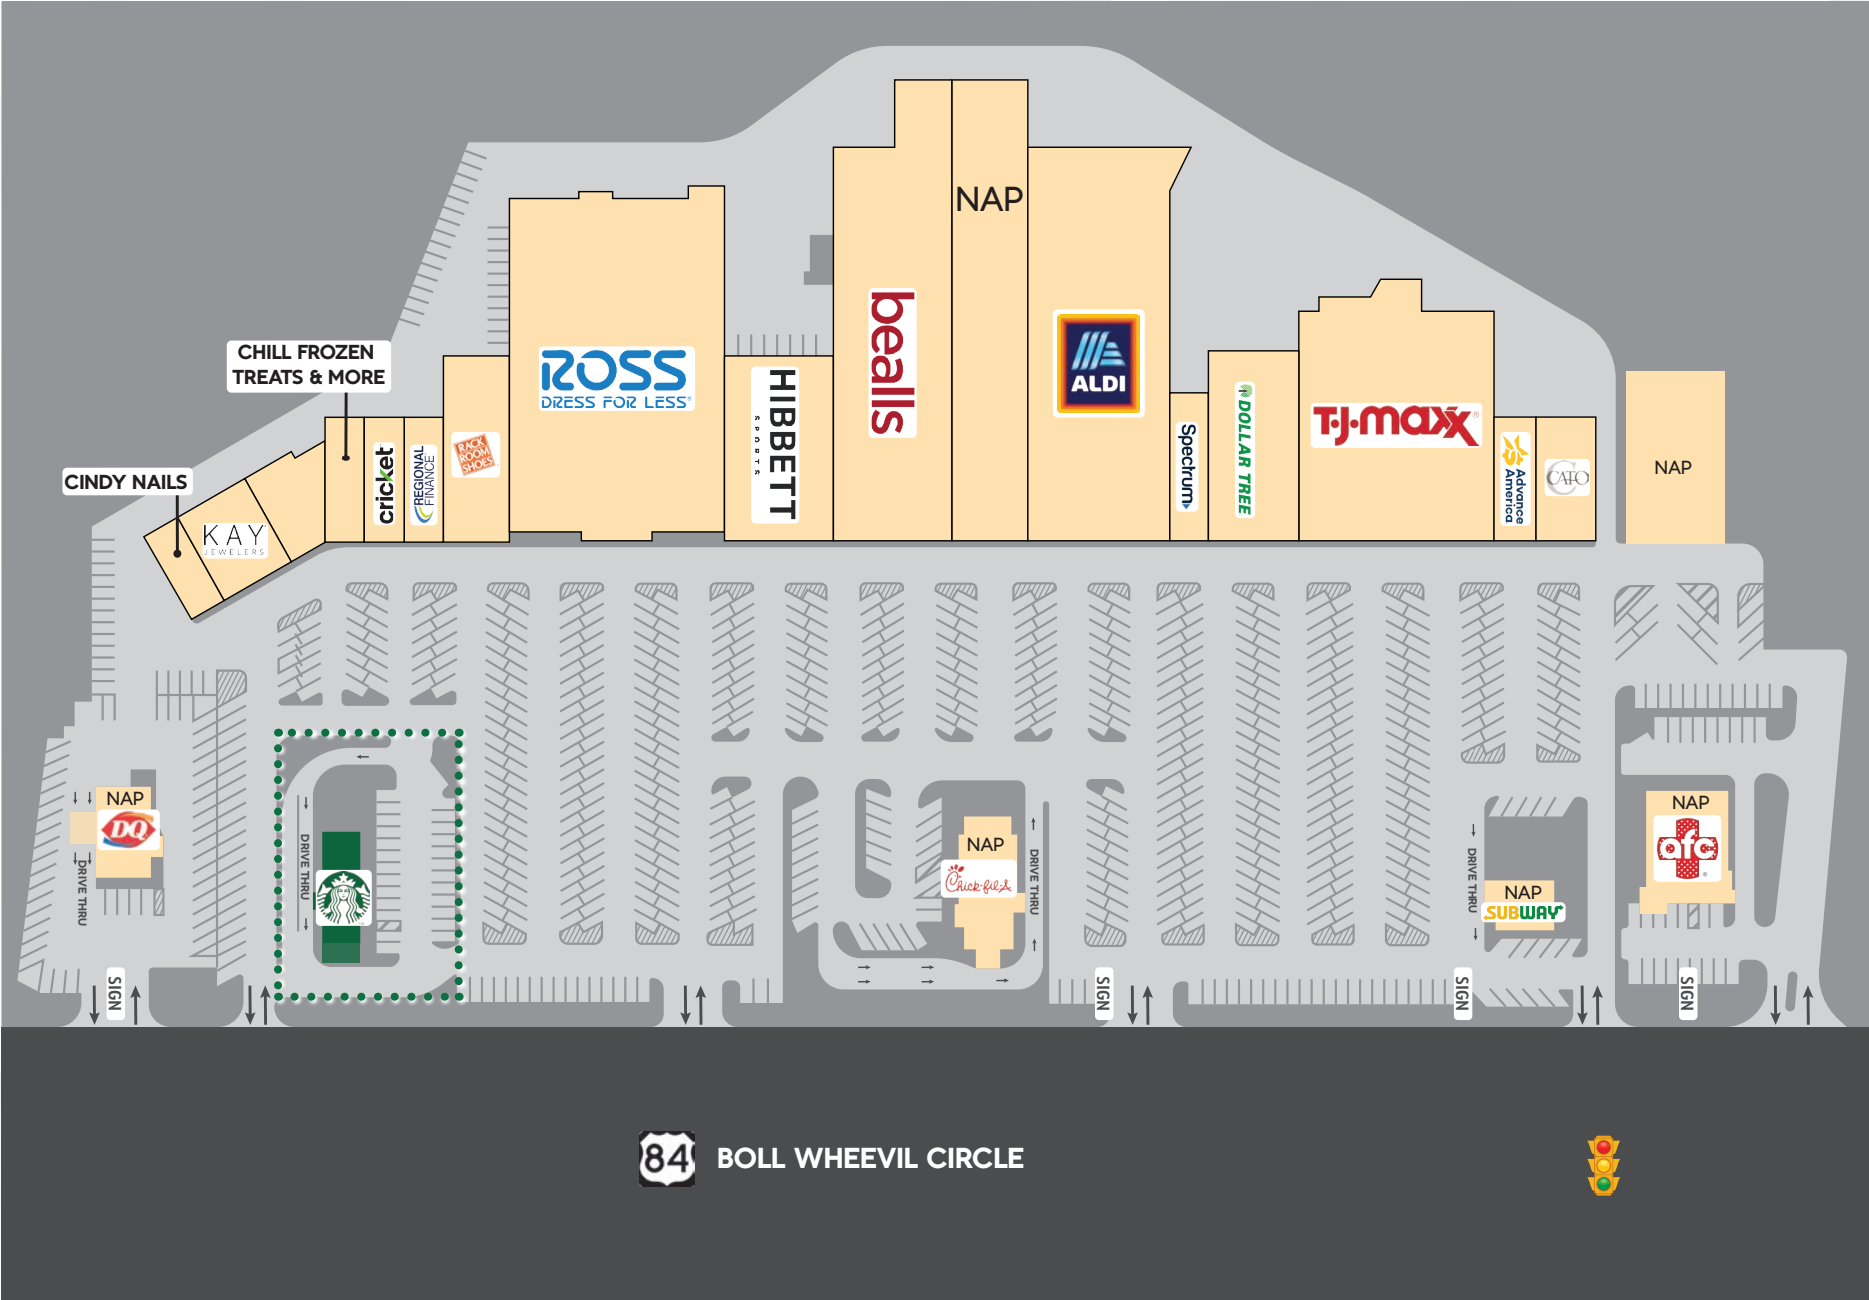 NAP
CHILL FROZEN
TREATS & MORE
CINDY NAILS
KAY
JEWELERS
cricket
REGIONAL
FINANCE
RACK
ROOM
SHOES
ROSS
DRESS FOR LESS®
HIBBETT
SPORTS
bealls
ALDI
Spectrum
DOLLAR TREE
T·J·maxx®
Advance
America
CATO
NAP
NAP
DQ
DRIVE THRU
DRIVE THRU
NAP
Chick-fil-A
DRIVE THRU
DRIVE THRU
NAP
SUBWAY
NAP
afc
SIGN
SIGN
SIGN
SIGN
84
BOLL WHEEVIL CIRCLE